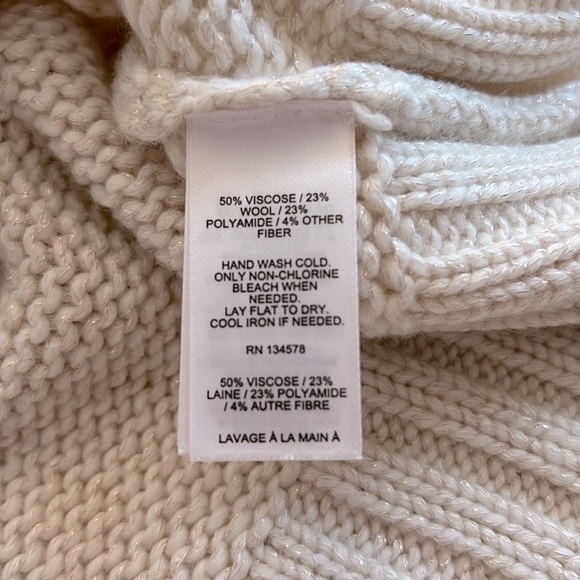 50% VISCOSE / 23%
WOOL / 23%
POLYAMIDE / 4% OTHER
FIBER
HAND WASH COLD.
ONLY NON-CHLORINE
BLEACH WHEN
NEEDED.
LAY FLAT TO DRY.
COOL IRON IF NEEDED.
RN 134578
50% VISCOSE / 23%
LAINE / 23% POLYAMIDE
/ 4% AUTRE FIBRE
LAVAGE À LA MAIN À